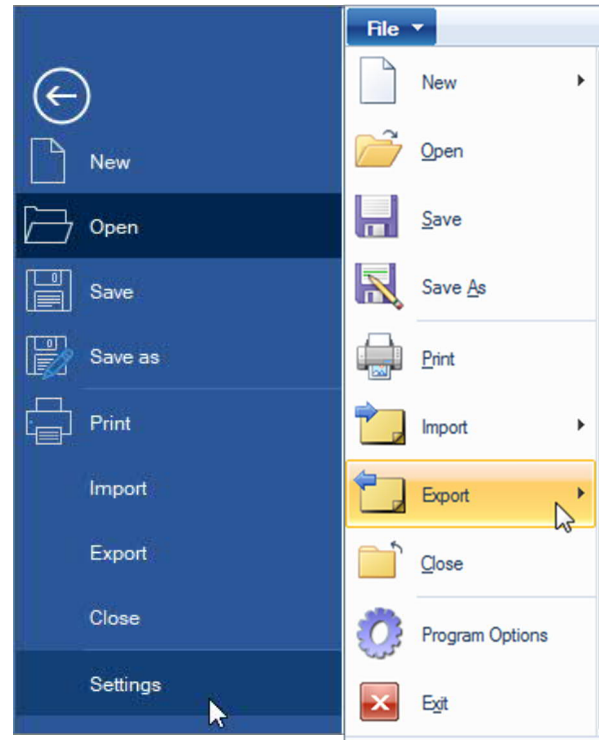 New
Open
Save
Save as
Print
Import
Export
Close
Settings
File
New
Open
Save
Save As
Print
Import
Export
Close
Program Options
Exit